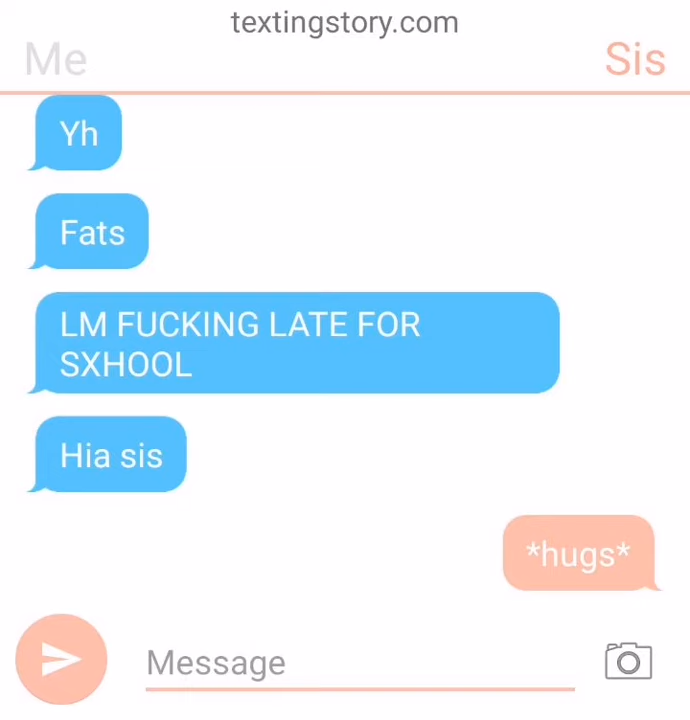 textingstory.com
Me
Sis
Yh
Fats
LM FUCKING LATE FOR
SXHOOL
Hia sis
*hugs*
Message